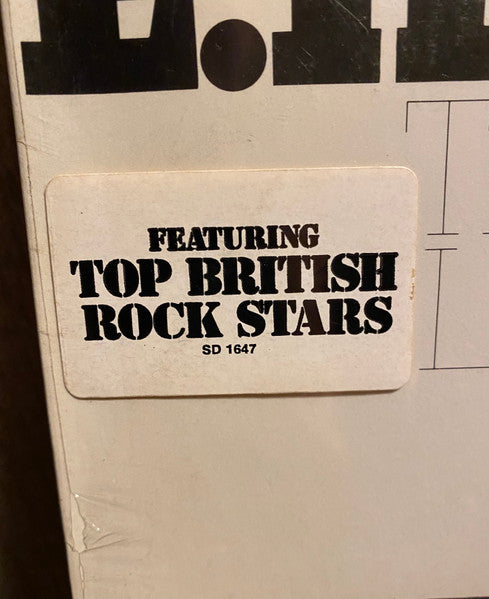 FEATURING
TOP BRITISH
ROCK STARS
SD 1647